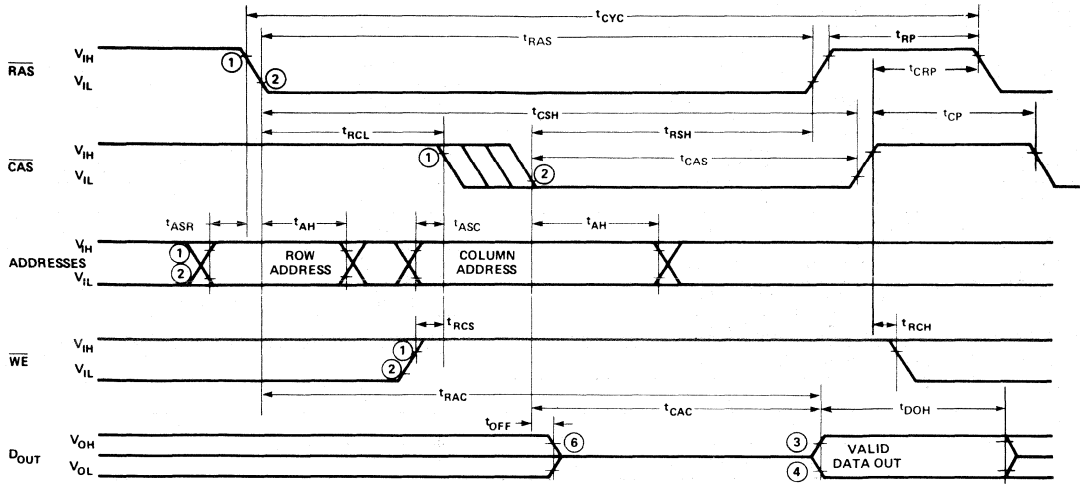 tCYC
tRAS
tRP
RAS
VIH
VIL
1
2
tCRP
tCSH
tCP
tRCL
tRSH
CAS
VIH
VIL
1
2
tCAS
tASR
tAH
tASC
tAH
ADDRESSES
VIH
VIL
1
2
ROW
ADDRESS
COLUMN
ADDRESS
tRCS
tRCH
WE
VIH
VIL
1
2
tRAC
tCAC
tDOH
tOFF
DOUT
VOH
VOL
6
3
4
VALID
DATA OUT